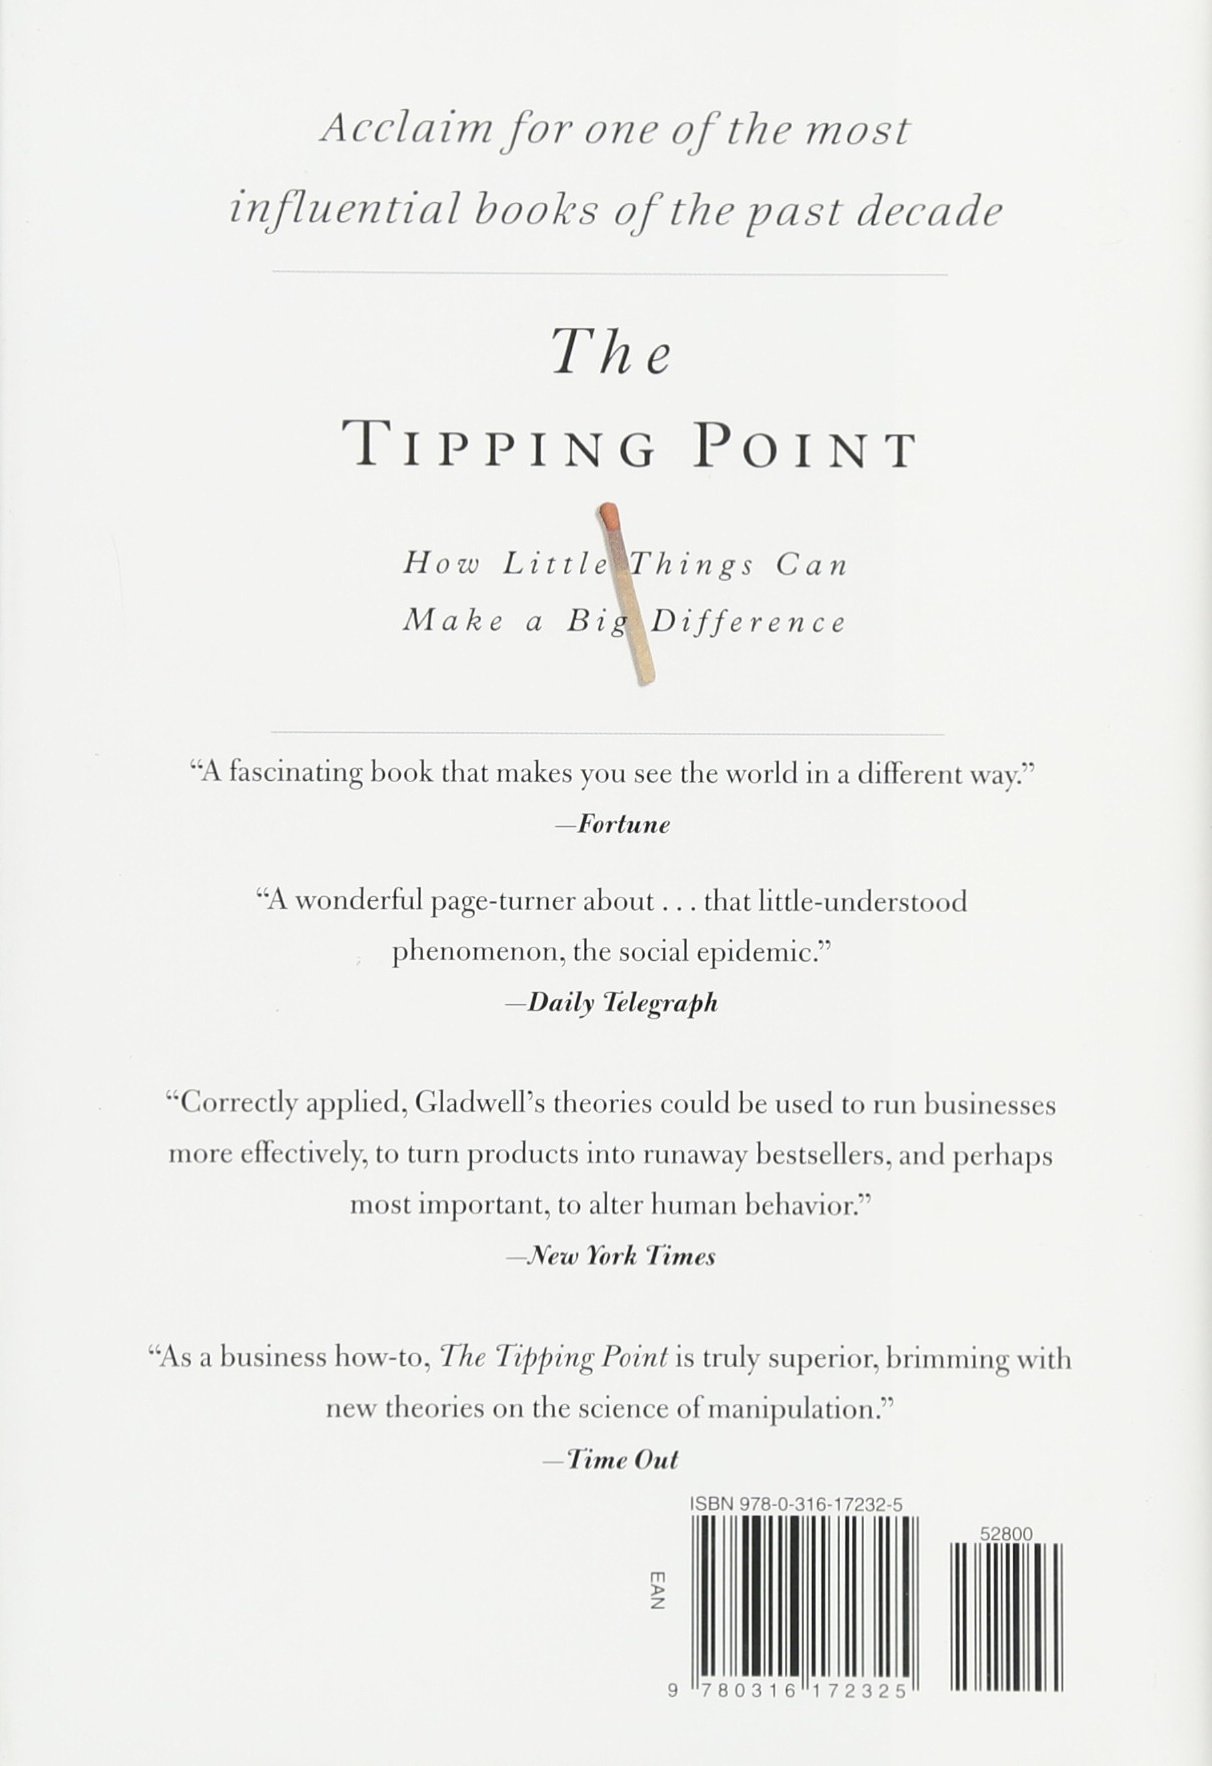 Acclaim for one of the most
influential books of the past decade
The
TIPPING POINT
How Little Things Can
Make a Big Difference
“A fascinating book that makes you see the world in a different way.”
—Fortune
“A wonderful page-turner about . . . that little-understood
phenomenon, the social epidemic.”
—Daily Telegraph
“Correctly applied, Gladwell’s theories could be used to run businesses
more effectively, to turn products into runaway bestsellers, and perhaps
most important, to alter human behavior.”
—New York Times
“As a business how-to, The Tipping Point is truly superior, brimming with
new theories on the science of manipulation.”
—Time Out
ISBN 978-0-316-17232-5
52800
EAN
9 780316 172325